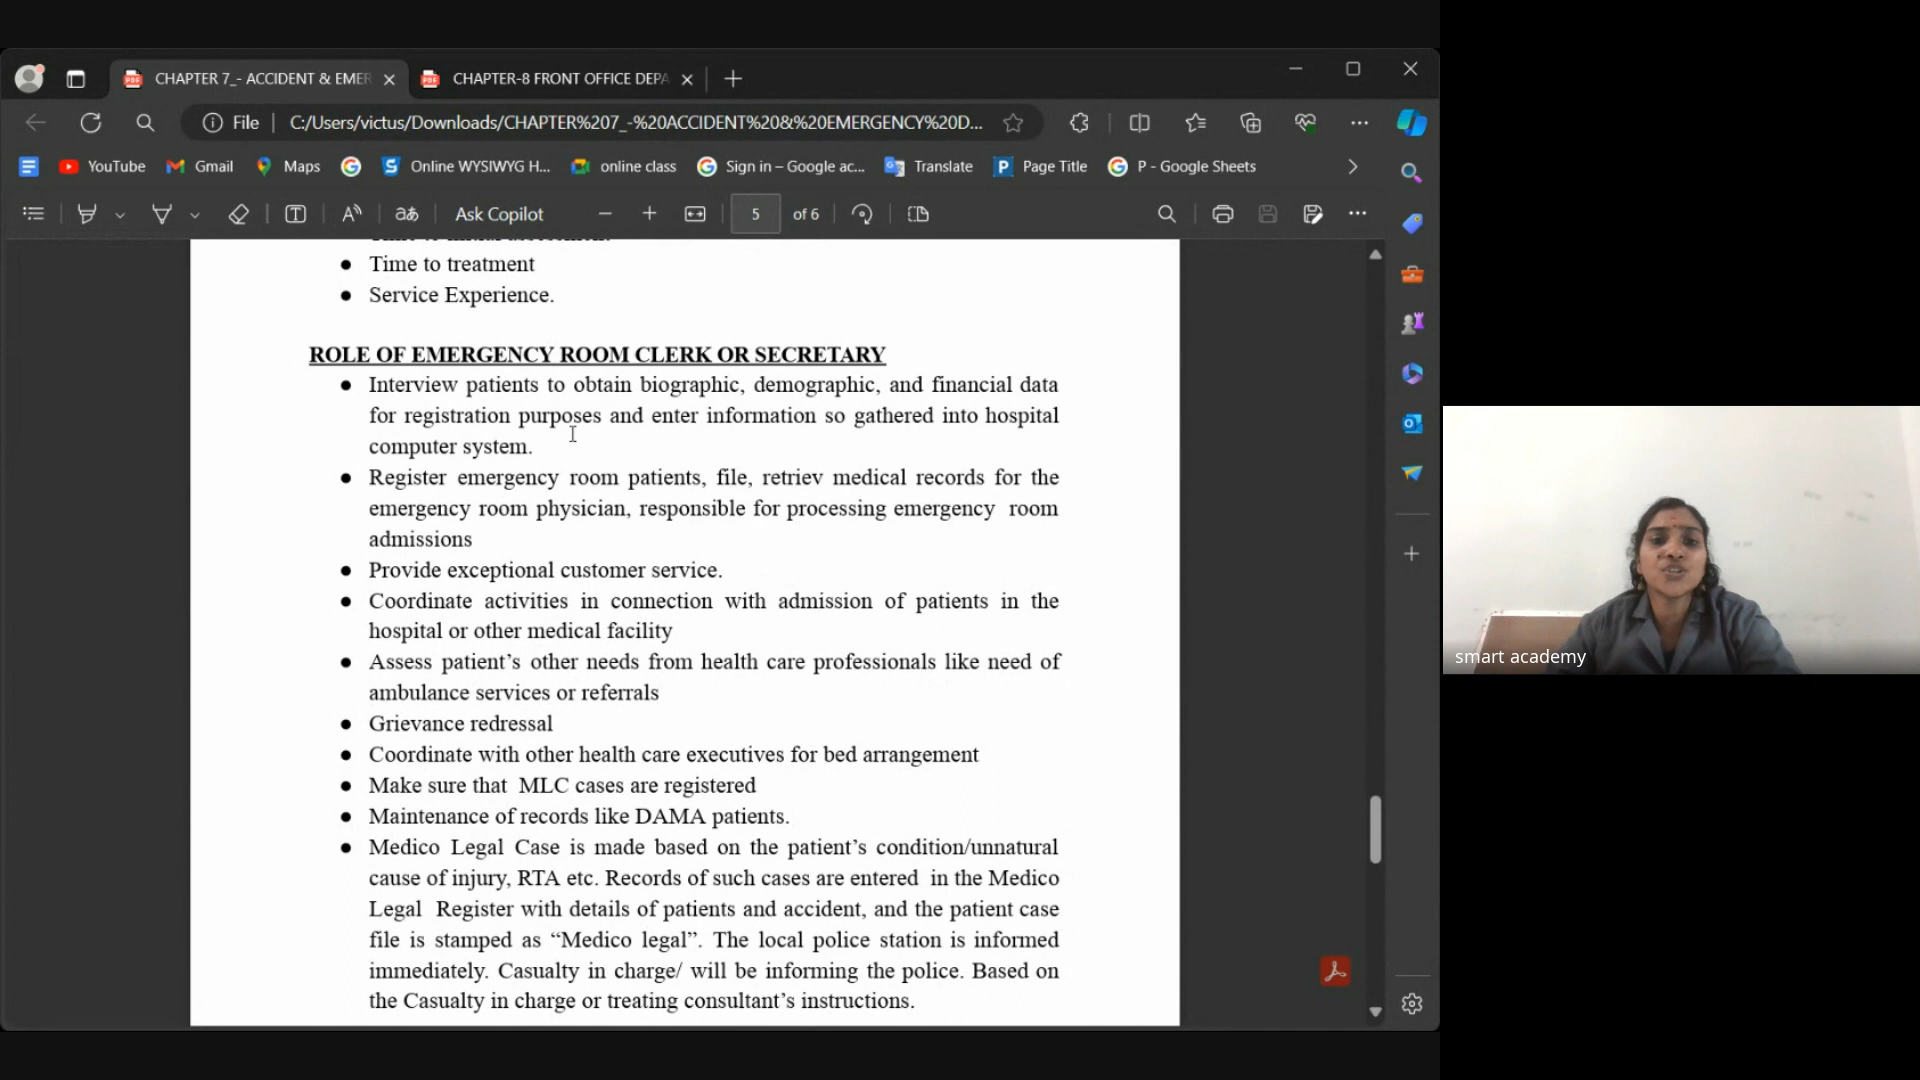 CHAPTER 7_- ACCIDENT & EMER
CHAPTER-8 FRONT OFFICE DEPA
File
C:/Users/victus/Downloads/CHAPTER%207_-%20ACCIDENT%20&%20EMERGENCY%20D...
YouTube
Gmail
Maps
Online WYSIWYG H...
online class
Sign in – Google ac...
Translate
Page Title
P - Google Sheets
Ask Copilot
5 of 6
● Time to treatment
● Service Experience.
ROLE OF EMERGENCY ROOM CLERK OR SECRETARY
● Interview patients to obtain biographic, demographic, and financial data
for registration purposes and enter information so gathered into hospital
computer system.
● Register emergency room patients, file, retriev medical records for the
emergency room physician, responsible for processing emergency room
admissions
● Provide exceptional customer service.
● Coordinate activities in connection with admission of patients in the
hospital or other medical facility
● Assess patient’s other needs from health care professionals like need of
ambulance services or referrals
● Grievance redressal
● Coordinate with other health care executives for bed arrangement
● Make sure that MLC cases are registered
● Maintenance of records like DAMA patients.
● Medico Legal Case is made based on the patient’s condition/unnatural
cause of injury, RTA etc. Records of such cases are entered in the Medico
Legal Register with details of patients and accident, and the patient case
file is stamped as “Medico legal”. The local police station is informed
immediately. Casualty in charge/ will be informing the police. Based on
the Casualty in charge or treating consultant’s instructions.
smart academy